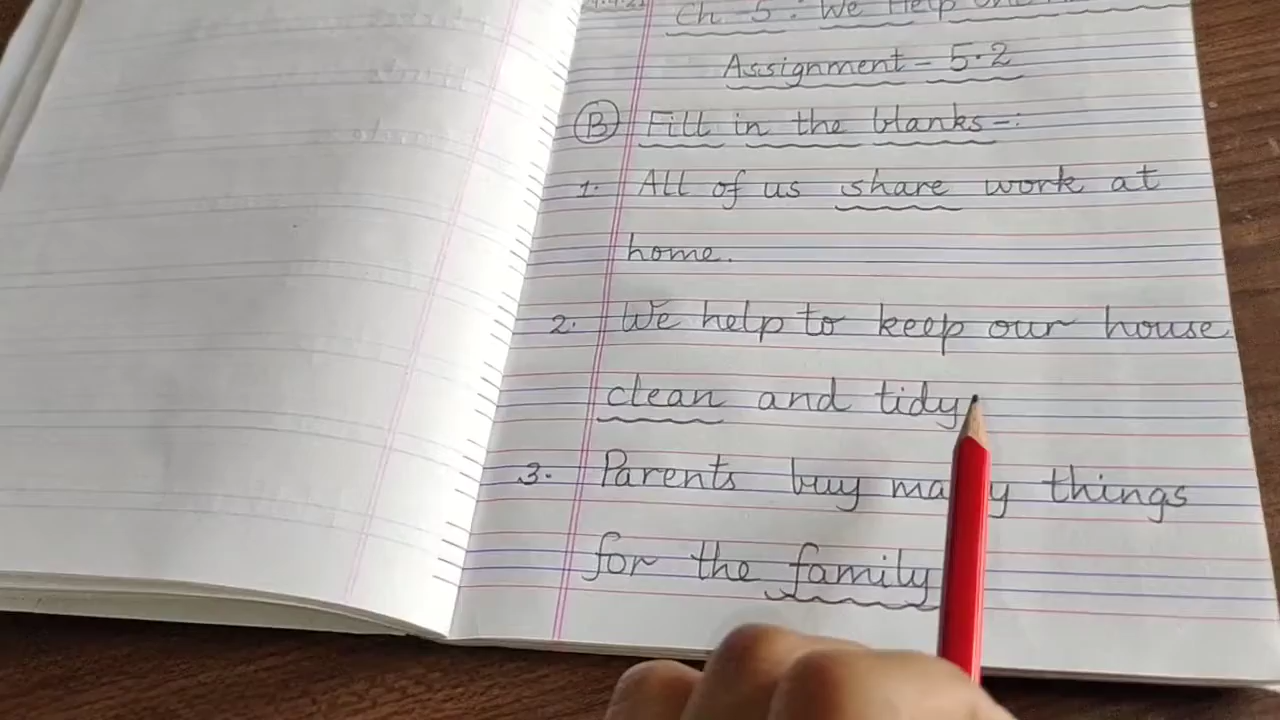 Ch 5: We Help One
Assignment - 5.2
(B) Fill in the blanks-:
1. All of us share work at
home.
2. We help to keep our house
clean and tidy
3. Parents buy many things
for the family